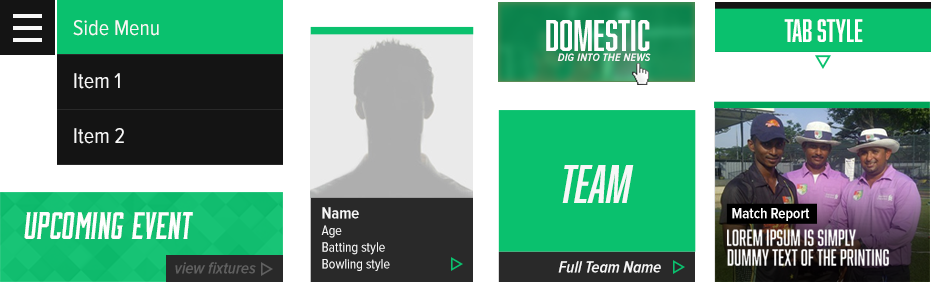 Side Menu
Item 1
Item 2
UPCOMING EVENT
view fixtures
Name
Age
Batting style
Bowling style
DOMESTIC
DIG INTO THE NEWS
TEAM
Full Team Name
TAB STYLE
Match Report
LOREM IPSUM IS SIMPLY
DUMMY TEXT OF THE PRINTING